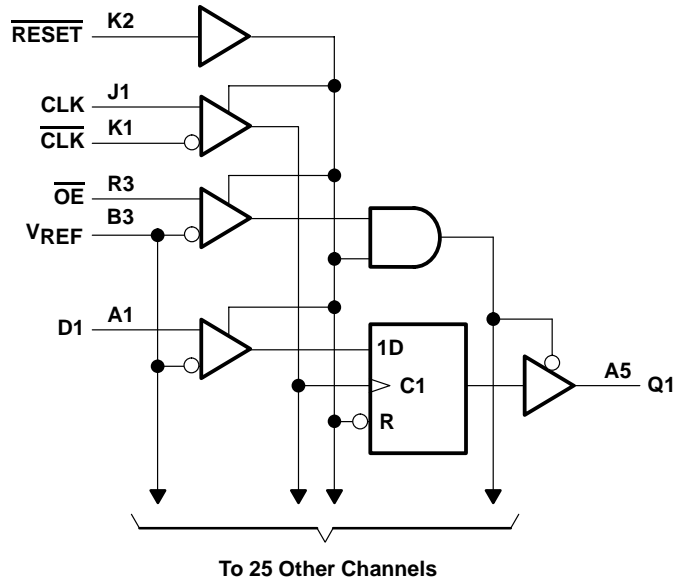 RESET K2
CLK J1
CLK K1
OE R3
VREF B3
D1 A1
1D
C1
R
A5 Q1
To 25 Other Channels